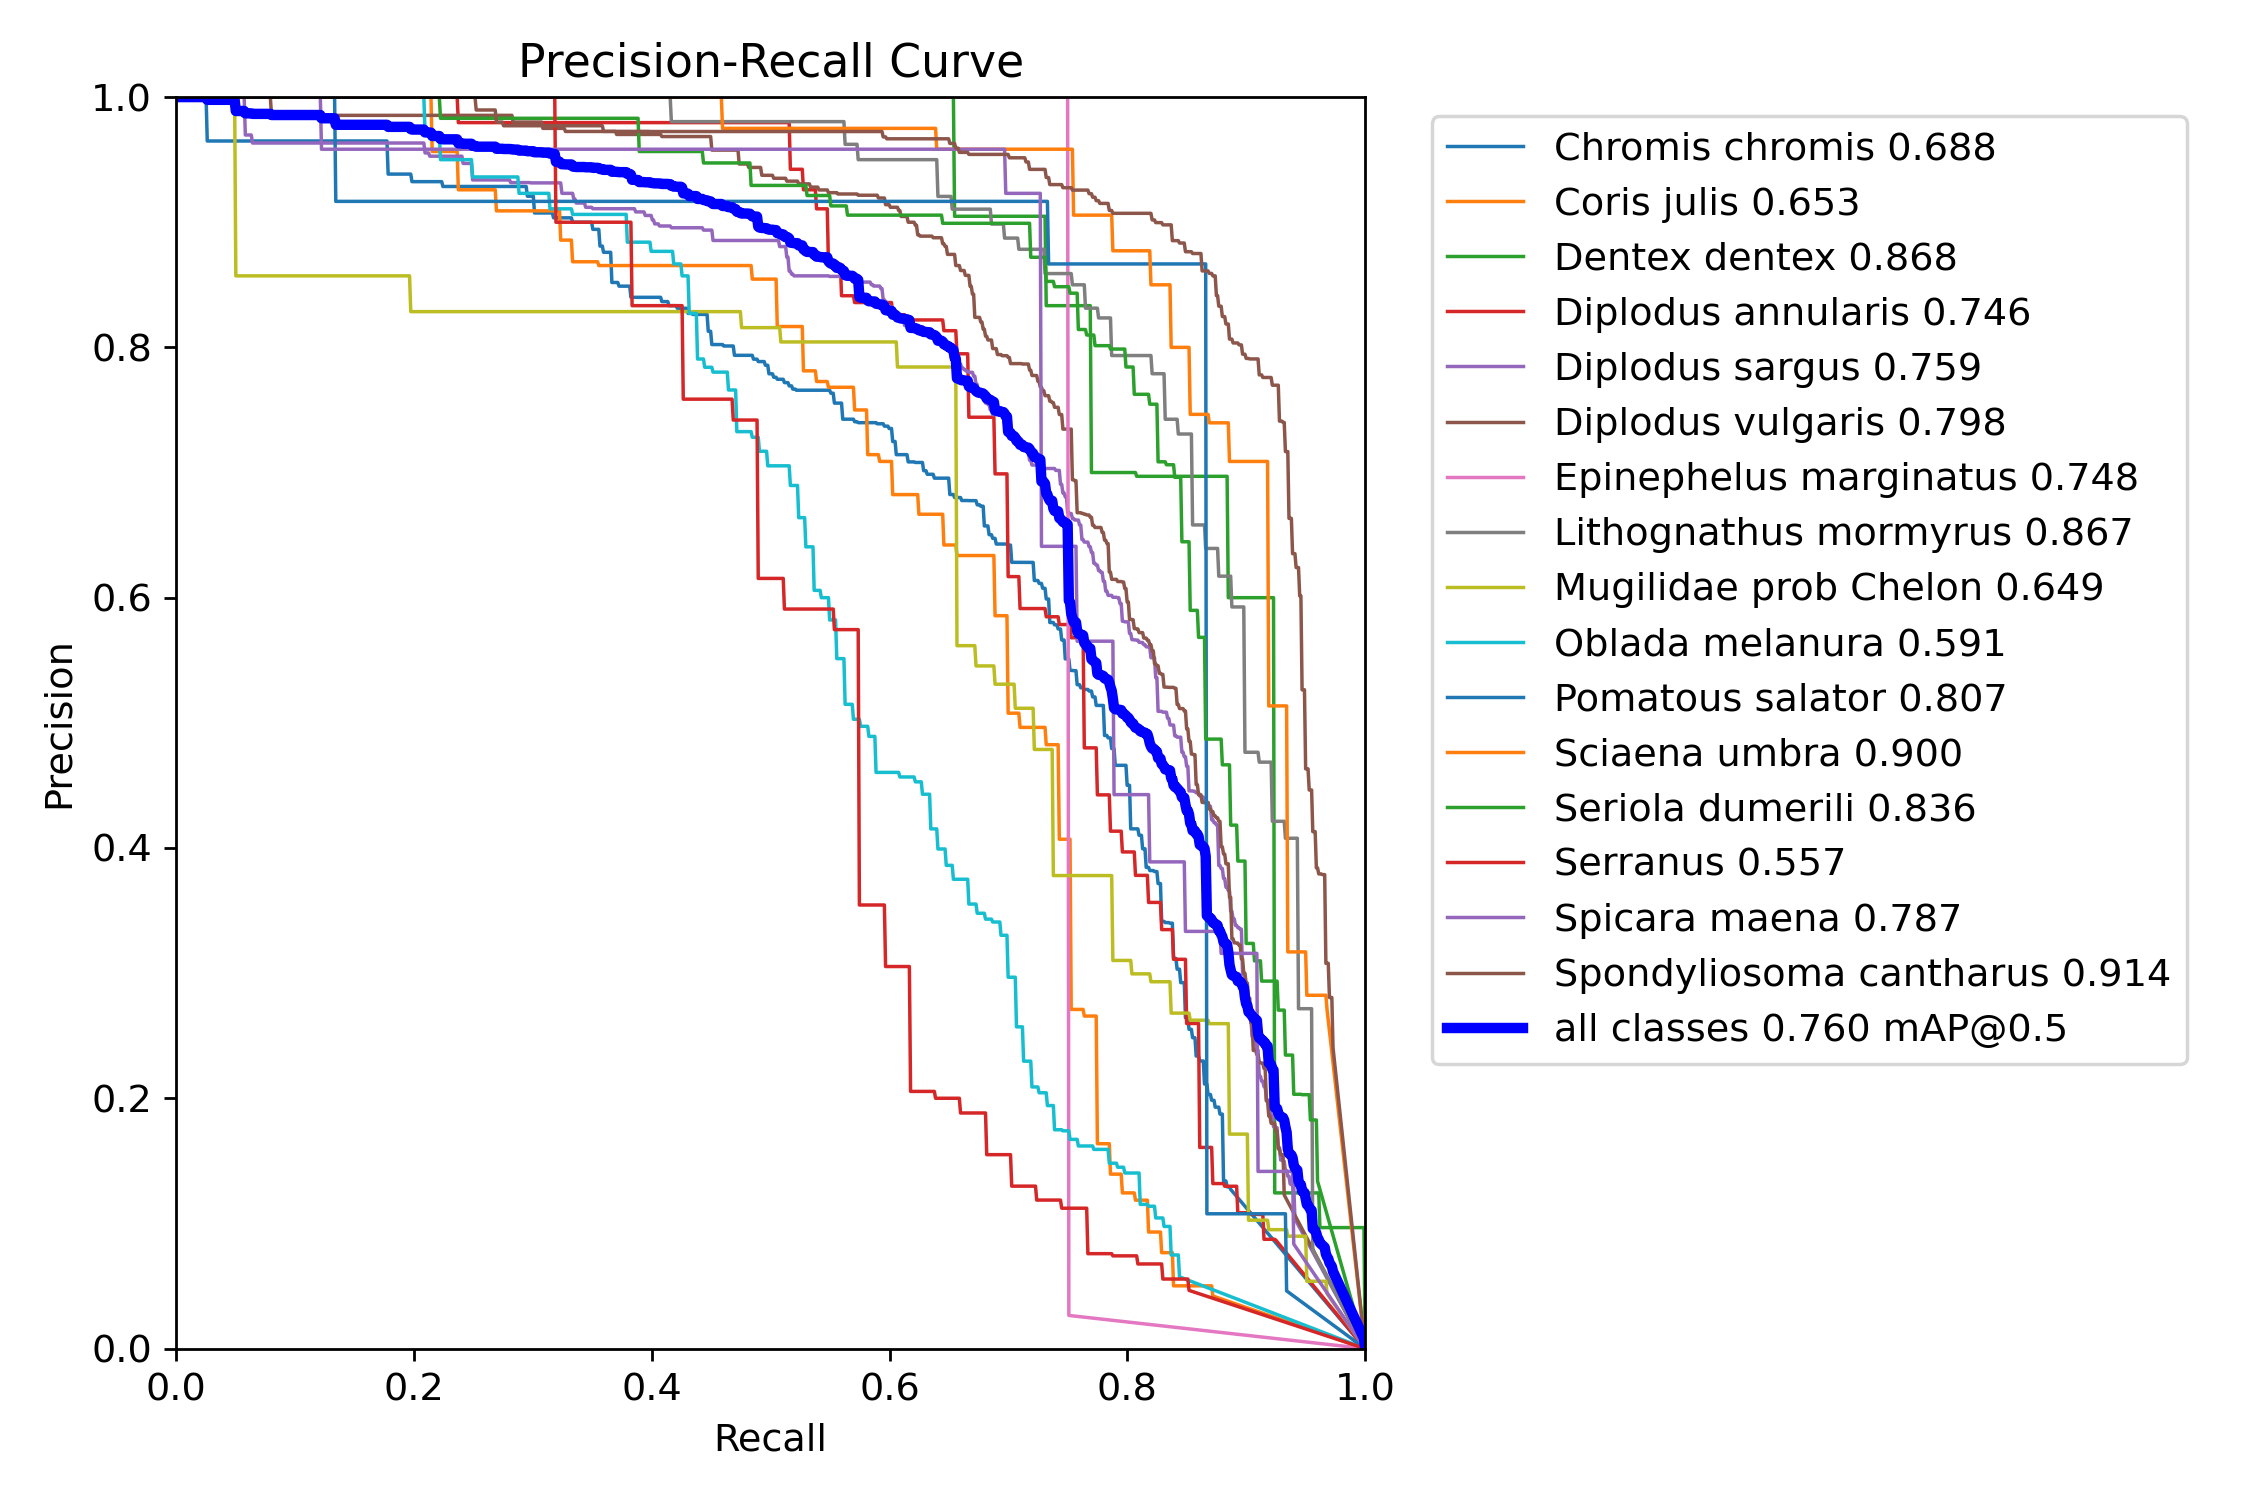 Precision-Recall Curve
1.0
0.8
0.6
0.4
0.2
0.0
Precision
0.0 0.2 0.4 0.6 0.8 1.0
Recall
Chromis chromis 0.688
Coris julis 0.653
Dentex dentex 0.868
Diplodus annularis 0.746
Diplodus sargus 0.759
Diplodus vulgaris 0.798
Epinephelus marginatus 0.748
Lithognathus mormyrus 0.867
Mugilidae prob Chelon 0.649
Oblada melanura 0.591
Pomatous salator 0.807
Sciaena umbra 0.900
Seriola dumerili 0.836
Serranus 0.557
Spicara maena 0.787
Spondyliosoma cantharus 0.914
all classes 0.760 mAP@0.5